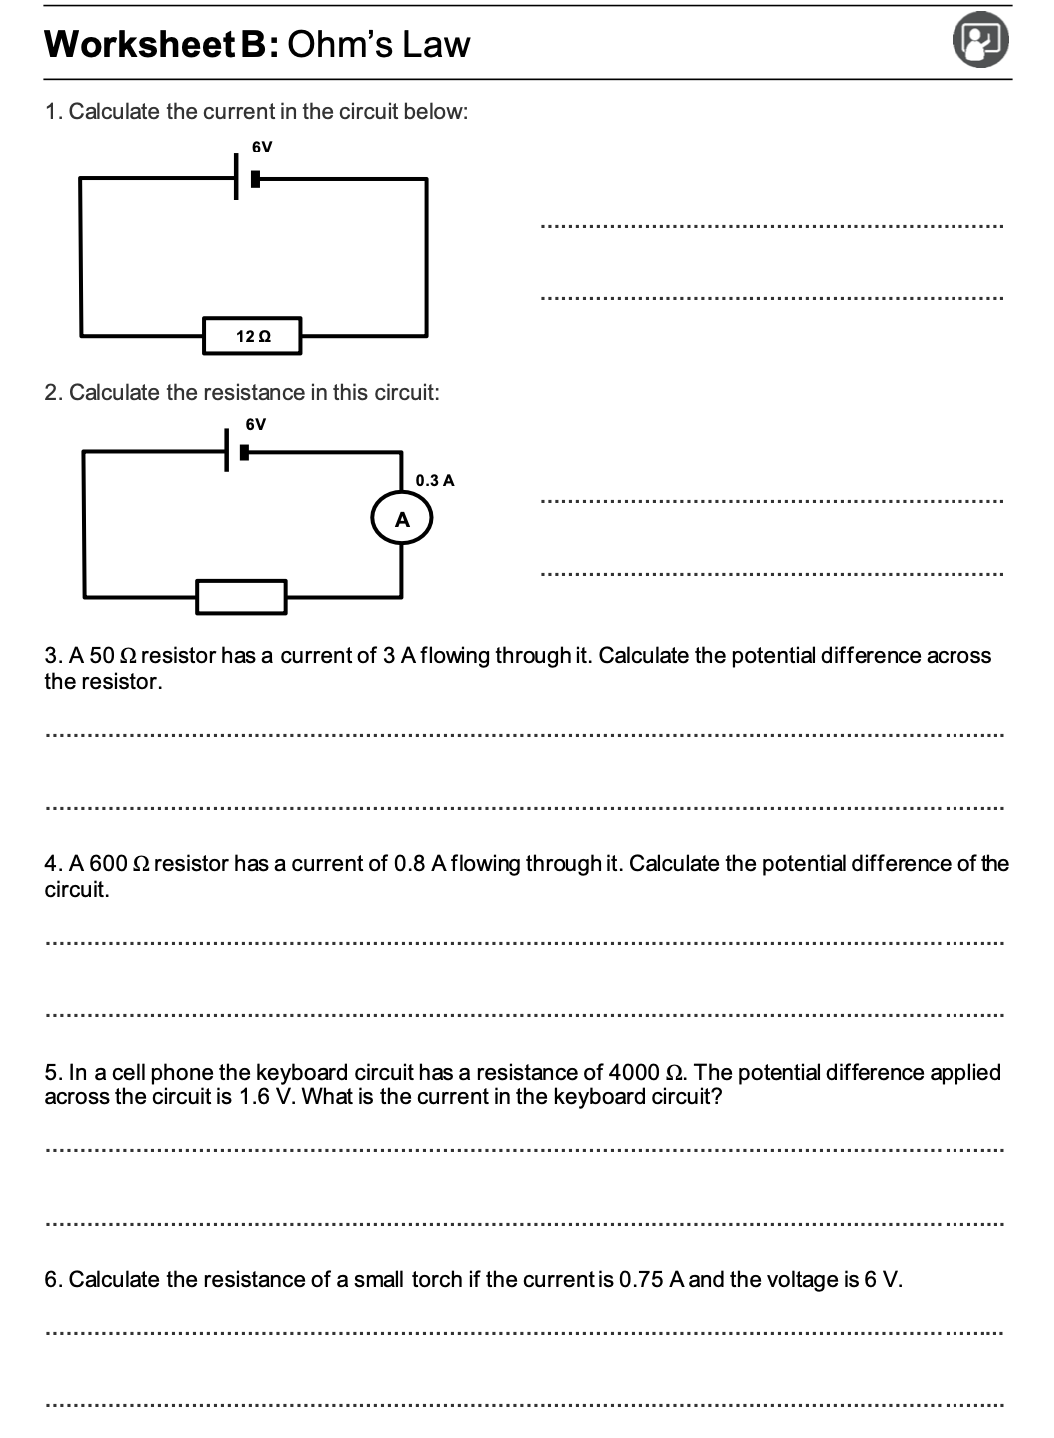 Worksheet B: Ohm's Law
1. Calculate the current in the circuit below:
6V
12 Ω
2. Calculate the resistance in this circuit:
6V
0.3 A
A
3. A 50 Ω resistor has a current of 3 A flowing through it. Calculate the potential difference across
the resistor.
4. A 600 Ω resistor has a current of 0.8 A flowing through it. Calculate the potential difference of the
circuit.
5. In a cell phone the keyboard circuit has a resistance of 4000 Ω. The potential difference applied
across the circuit is 1.6 V. What is the current in the keyboard circuit?
6. Calculate the resistance of a small torch if the current is 0.75 A and the voltage is 6 V.